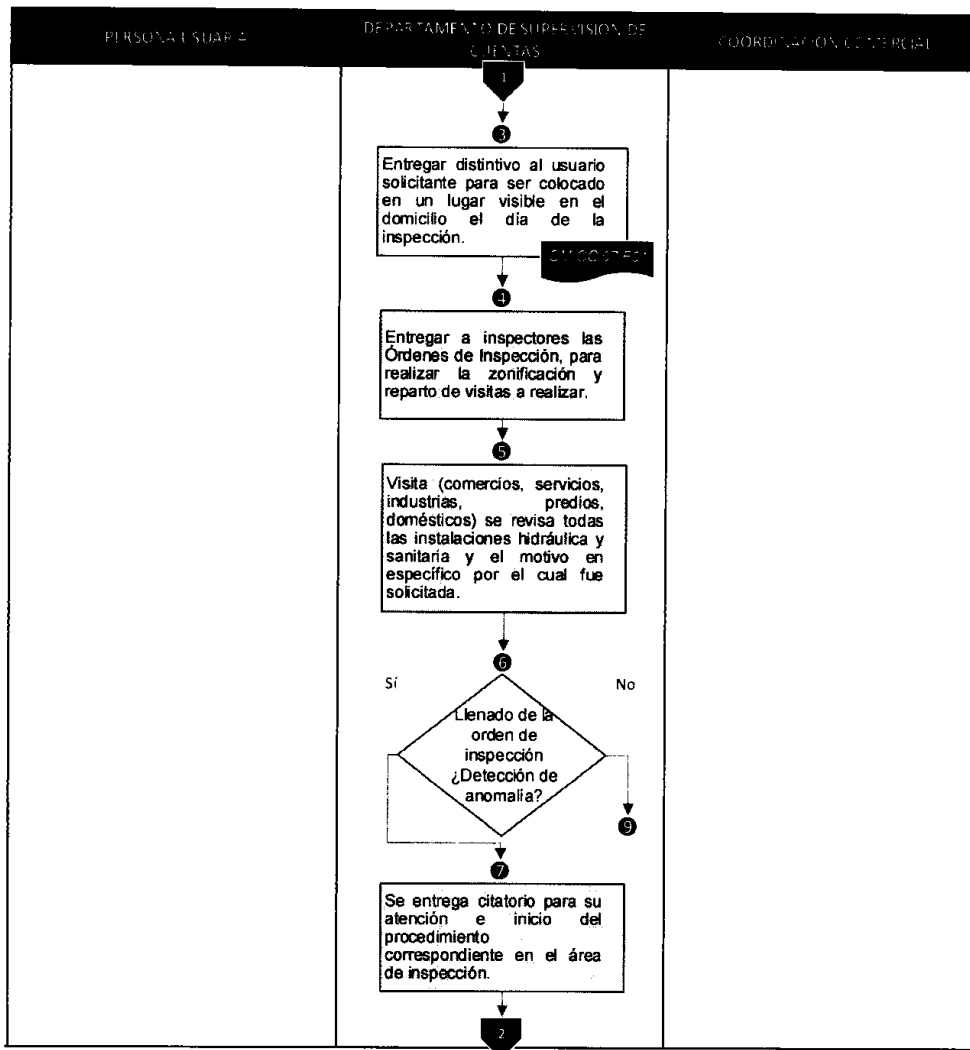 PERSONA USUARIA
DEPARTAMENTO DE SUPERVISION DE
CUENTAS
COORDINACION COMERCIAL
1
3
Entregar distintivo al usuario
solicitante para ser colocado
en un lugar visible en el
domicilio el día de la
inspección.
4
Entregar a inspectores las
Órdenes de Inspección, para
realizar la zonificación y
reparto de visitas a realizar.
5
Visita (comercios, servicios,
industrias, predios,
domésticos) se revisa todas
las instalaciones hidráulica y
sanitaria y el motivo en
específico por el cual fue
solicitada.
6
Sí
No
Llenado de la
orden de
inspección
¿Detección de
anomalía?
9
7
Se entrega citatorio para su
atención e inicio del
procedimiento
correspondiente en el área
de inspección.
2